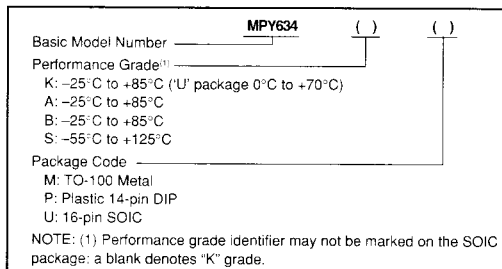 MPY634 ( ) ( )
Basic Model Number
Performance Grade(1)
K: –25°C to +85°C ('U' package 0°C to +70°C)
A: –25°C to +85°C
B: –25°C to +85°C
S: –55°C to +125°C
Package Code
M: TO-100 Metal
P: Plastic 14-pin DIP
U: 16-pin SOIC
NOTE: (1) Performance grade identifier may not be marked on the SOIC
package: a blank denotes "K" grade.